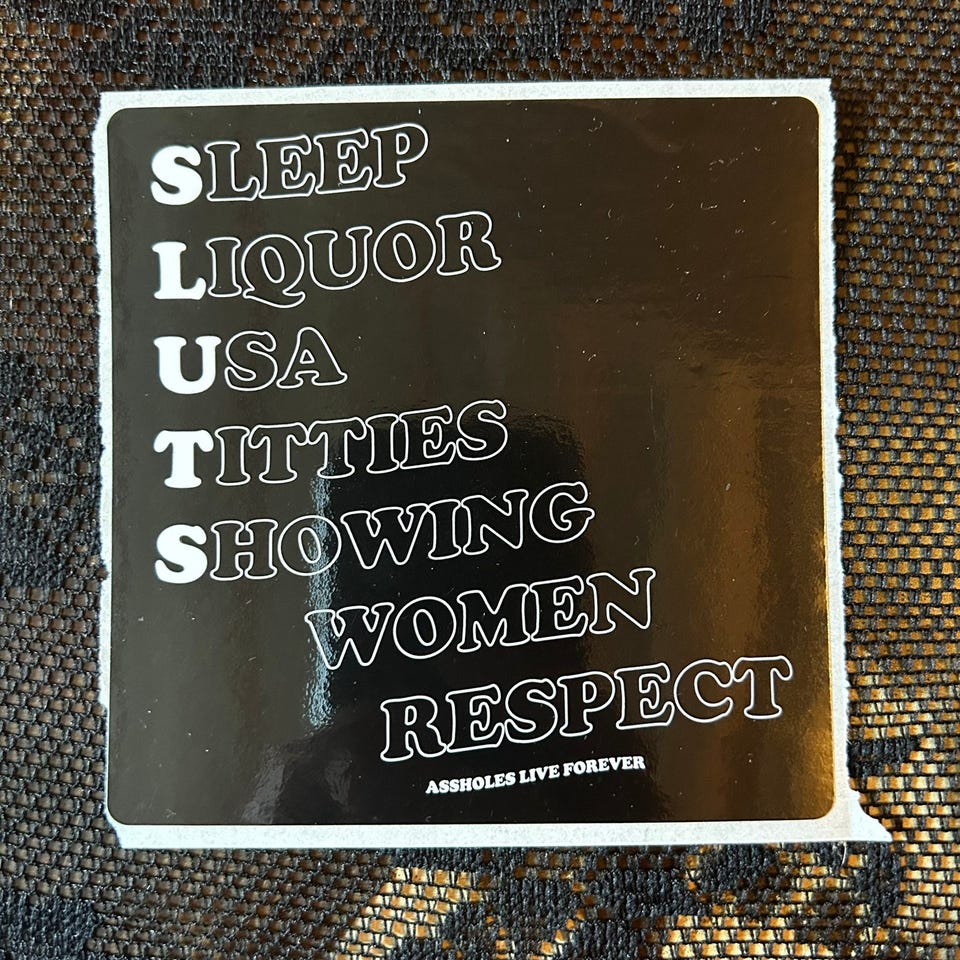 SLEEP
LIQUOR
USA
TITTIES
SHOWING
WOMEN
RESPECT
ASSHOLES LIVE FOREVER